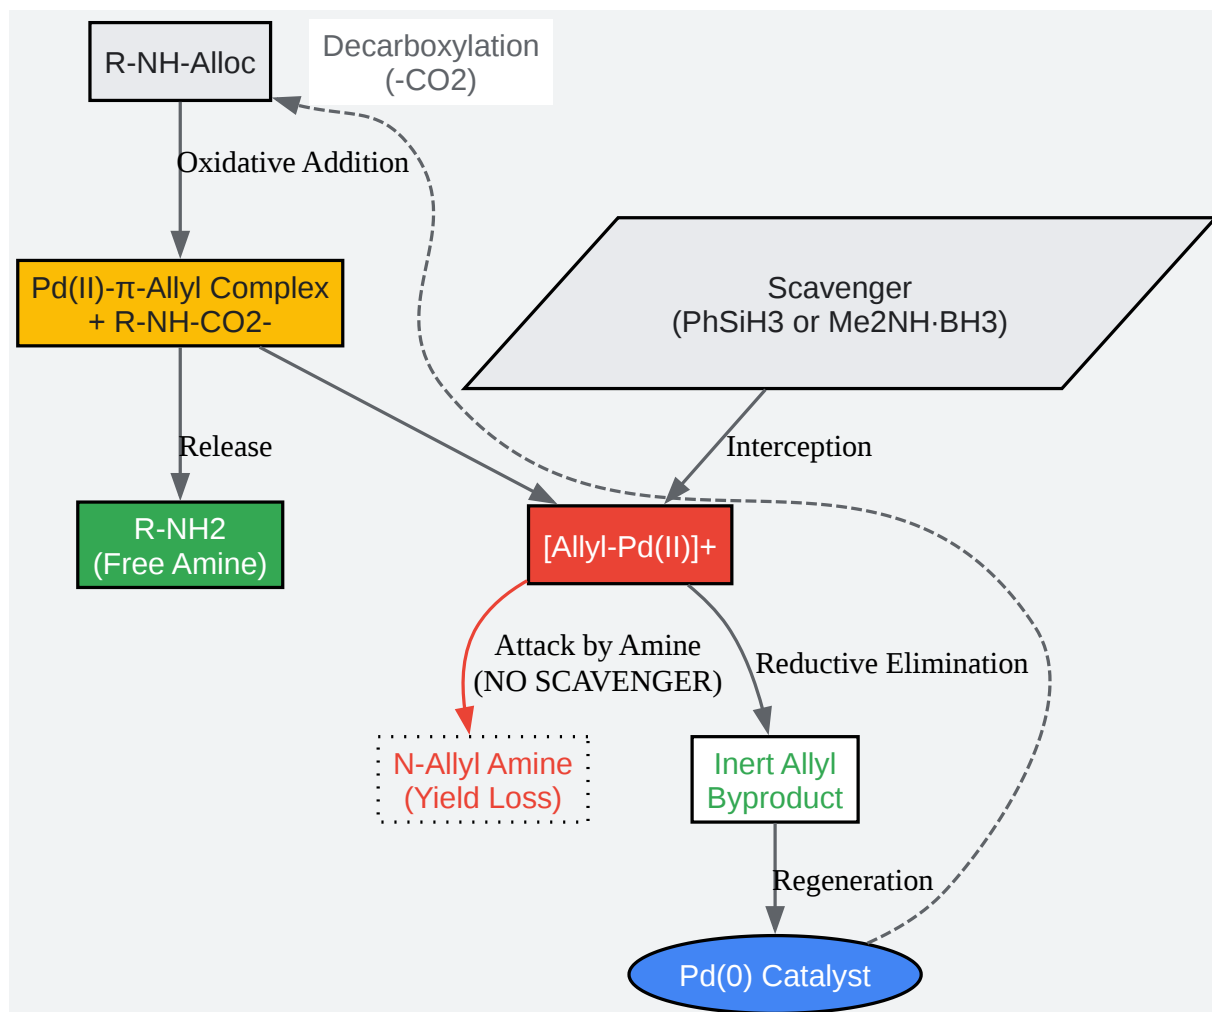 R-NH-Alloc
Decarboxylation
(-CO2)
Oxidative Addition
Pd(II)-π-Allyl Complex
+ R-NH-CO2-
Scavenger
(PhSiH3 or Me2NH·BH3)
Release
Interception
R-NH2
(Free Amine)
[Allyl-Pd(II)]+
Attack by Amine
(NO SCAVENGER)
Reductive Elimination
N-Allyl Amine
(Yield Loss)
Inert Allyl
Byproduct
Regeneration
Pd(0) Catalyst